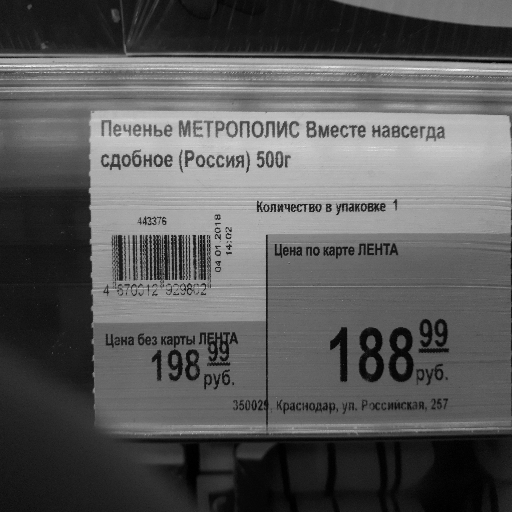 Печенье МЕТРОПОЛИС Вместе навсегда
сдобное (Россия) 500г
Количество в упаковке 1
443376
04.01.2018
14:02
4 670012 929802
Цена по карте ЛЕНТА
188 99
руб.
Цена без карты ЛЕНТА
198 99
руб.
350029, Краснодар, ул. Российская, 257